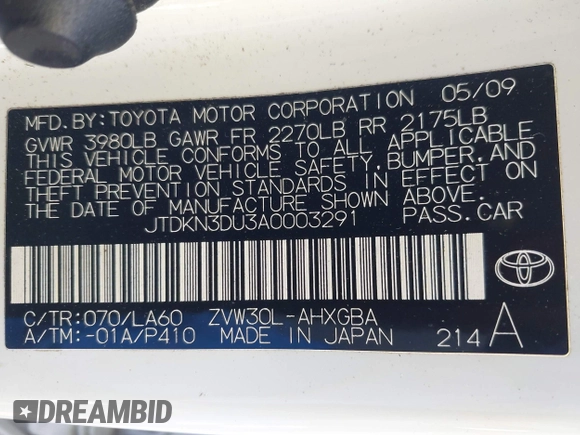 MFD.BY:TOYOTA MOTOR CORPORATION 05/09
GVWR 3980LB GAWR FR 2270LB RR 2175LB
THIS VEHICLE CONFORMS TO ALL APPLICABLE
FEDERAL MOTOR VEHICLE SAFETY, BUMPER, AND
THEFT PREVENTION STANDARDS IN EFFECT ON
THE DATE OF MANUFACTURE SHOWN ABOVE.
JTDKN3DU3A0003291 PASS.CAR
C/TR:070/LA60 ZVW30L-AHXGBA
A/TM:-01A/P410 MADE IN JAPAN 214 A
TOYOTA
DREAMBID